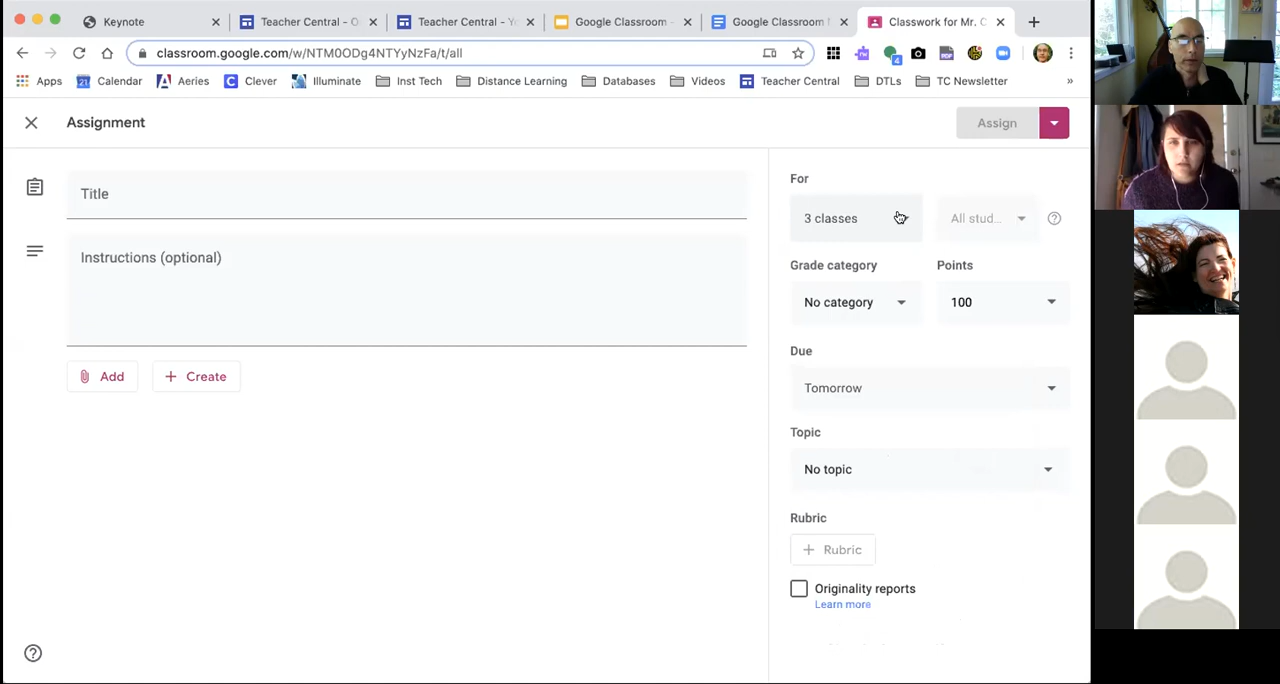 Keynote
Teacher Central - O
Teacher Central - Y
Google Classroom -
Google Classroom
Classwork for Mr. C
classroom.google.com/w/NTM0ODg4NTYyNzFa/t/all
4
Apps
21 Calendar
Aeries
Clever
Illuminate
Inst Tech
Distance Learning
Databases
Videos
Teacher Central
DTLs
TC Newsletter
»
Assignment
Assign
Title
Instructions (optional)
Add
+ Create
For
3 classes
All stud...
Grade category
Points
No category
100
Due
Tomorrow
Topic
No topic
Rubric
+ Rubric
Originality reports
Learn more